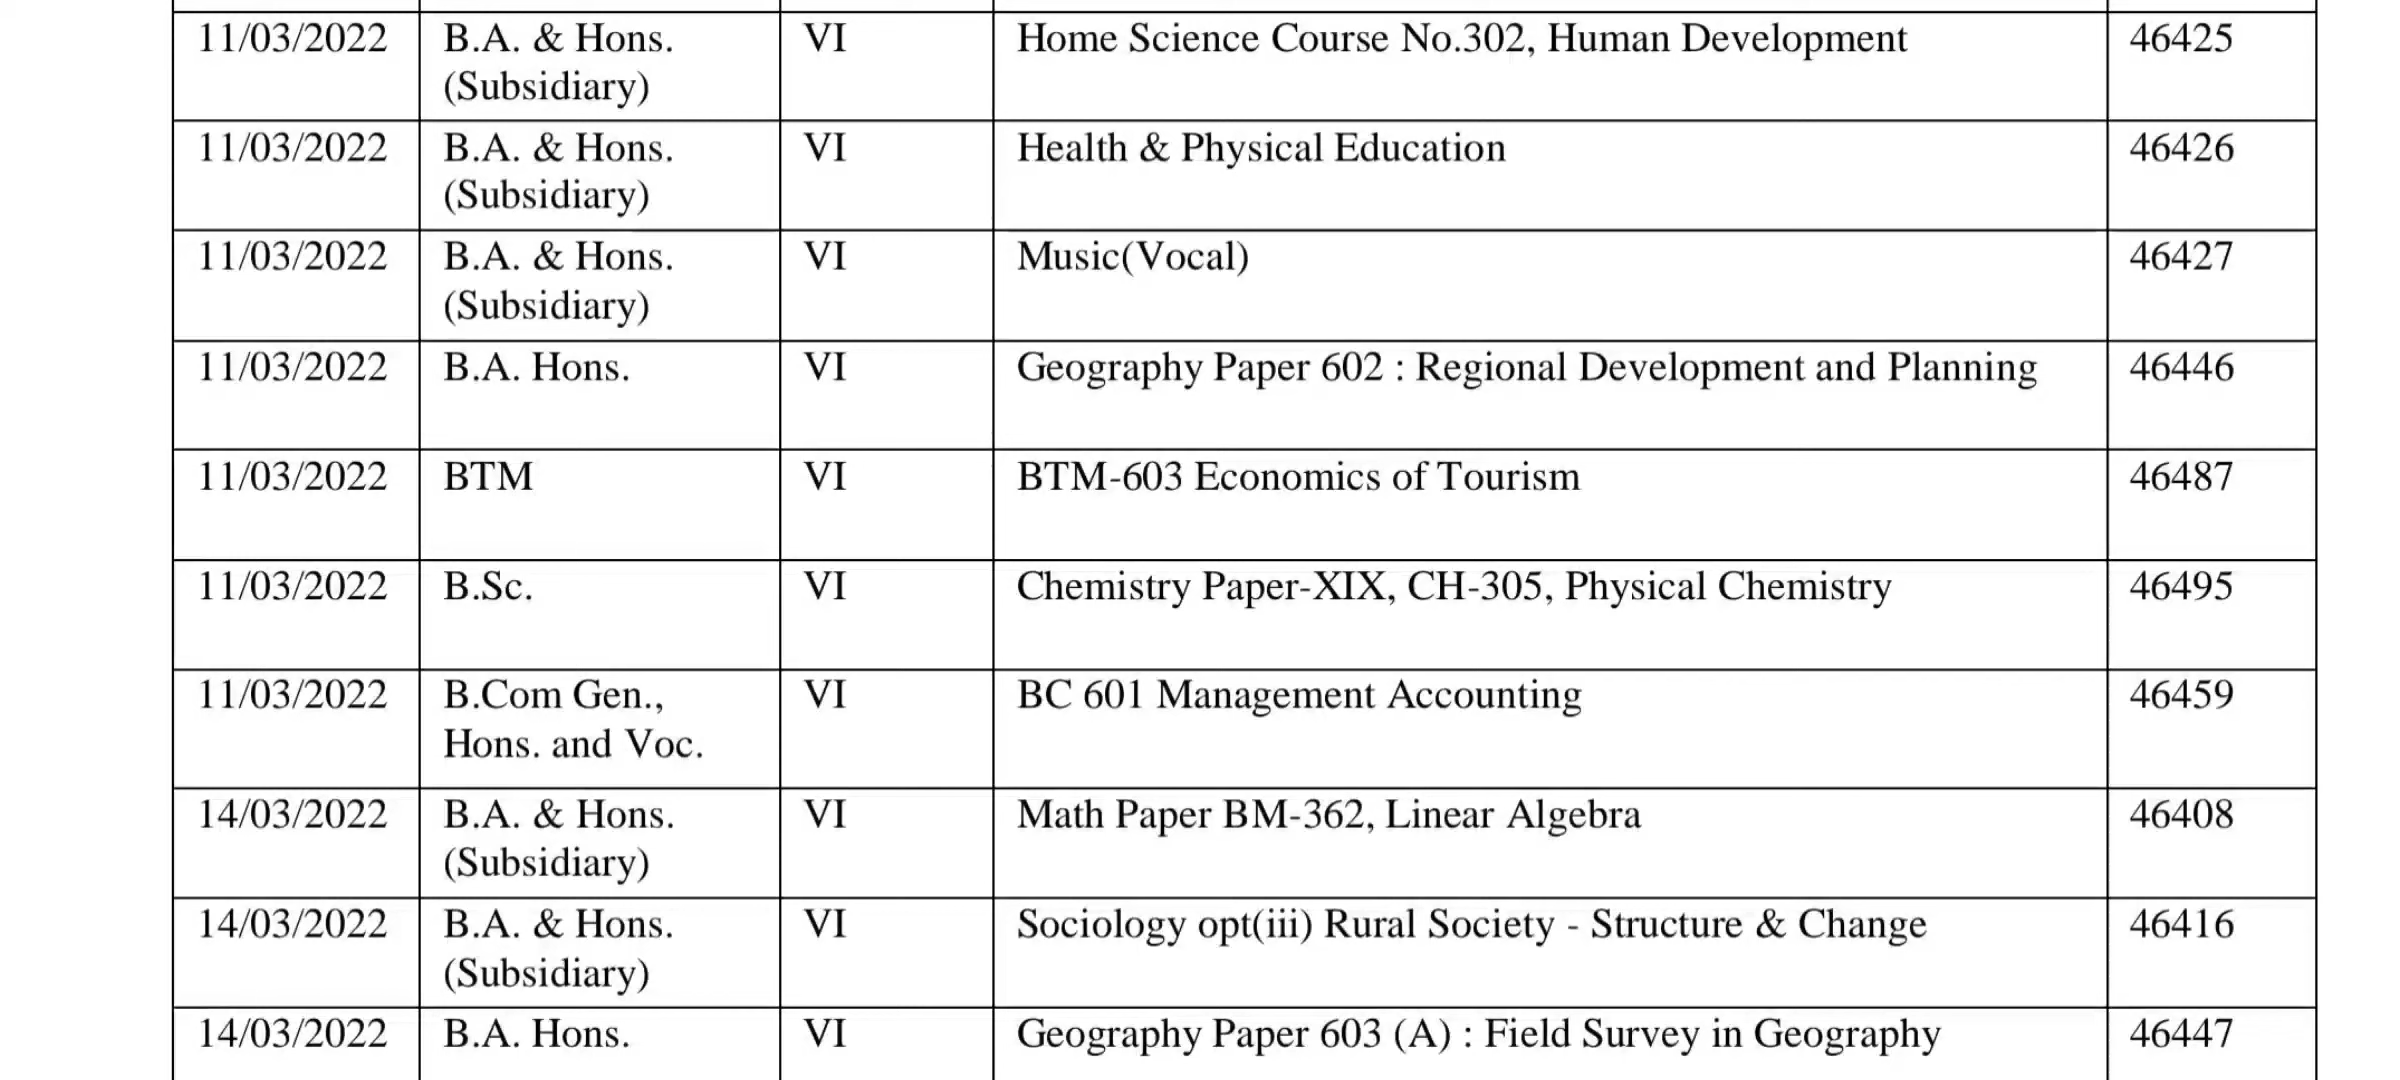 11/03/2022 B.A. & Hons. VI Home Science Course No.302, Human Development 46425
(Subsidiary)
11/03/2022 B.A. & Hons. VI Health & Physical Education 46426
(Subsidiary)
11/03/2022 B.A. & Hons. VI Music(Vocal) 46427
(Subsidiary)
11/03/2022 B.A. Hons. VI Geography Paper 602 : Regional Development and Planning 46446
11/03/2022 BTM VI BTM-603 Economics of Tourism 46487
11/03/2022 B.Sc. VI Chemistry Paper-XIX, CH-305, Physical Chemistry 46495
11/03/2022 B.Com Gen., VI BC 601 Management Accounting 46459
Hons. and Voc.
14/03/2022 B.A. & Hons. VI Math Paper BM-362, Linear Algebra 46408
(Subsidiary)
14/03/2022 B.A. & Hons. VI Sociology opt(iii) Rural Society - Structure & Change 46416
(Subsidiary)
14/03/2022 B.A. Hons. VI Geography Paper 603 (A) : Field Survey in Geography 46447